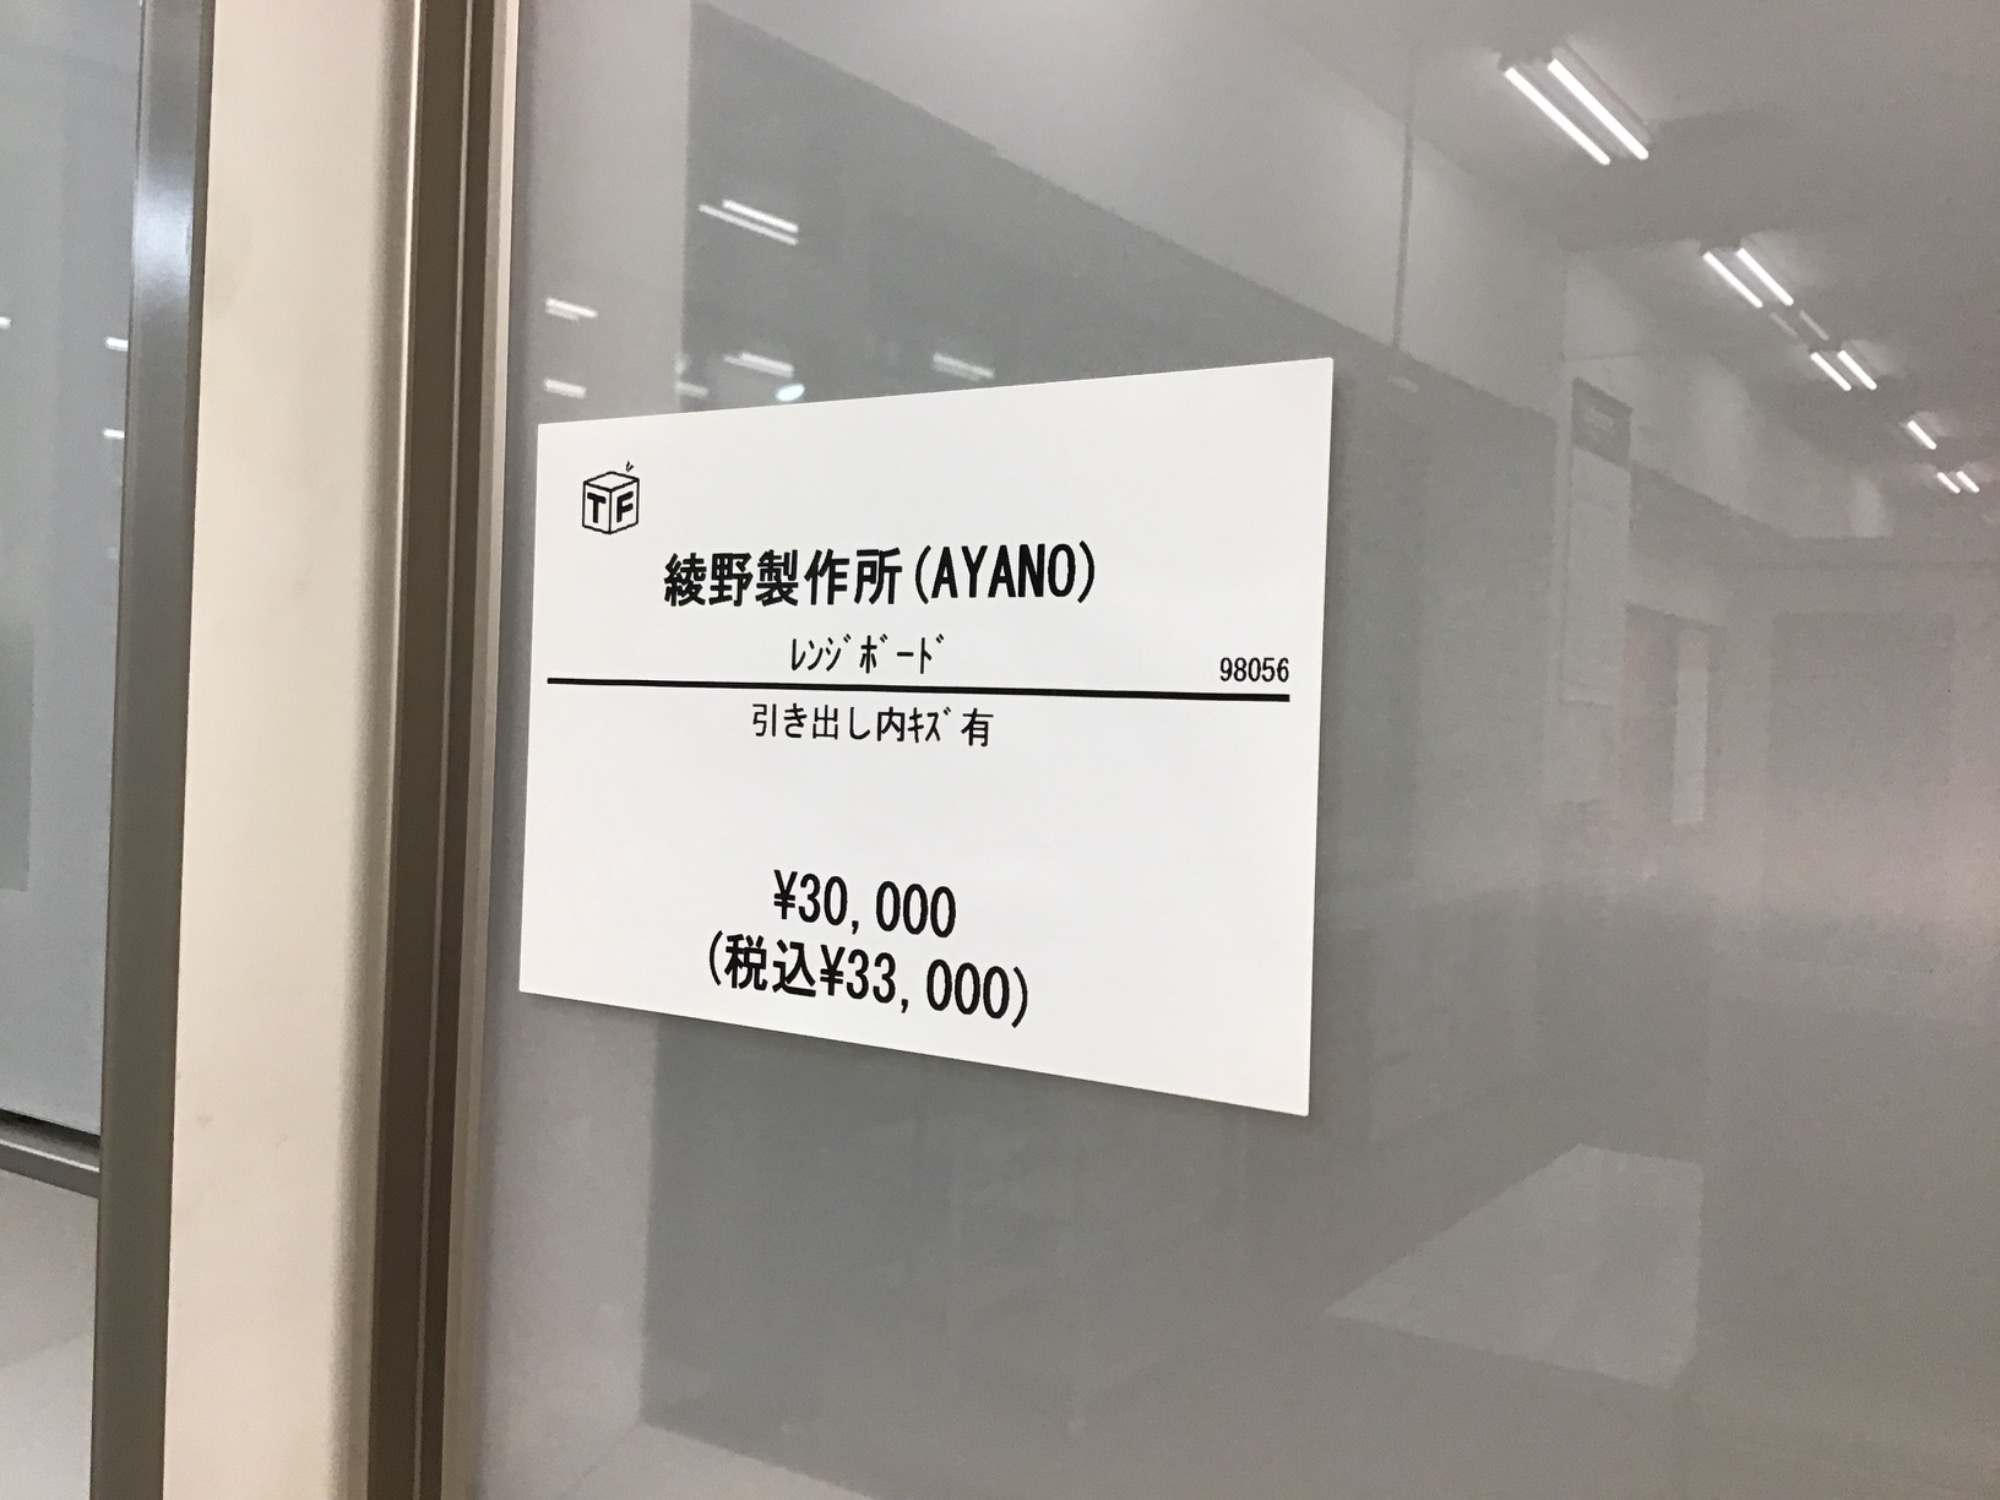 TF
綾野製作所(AYANO)
ﾚﾝｼﾞﾎﾞｰﾄﾞ
98056
引き出し内ｷｽﾞ有
¥30,000
(税込¥33,000)